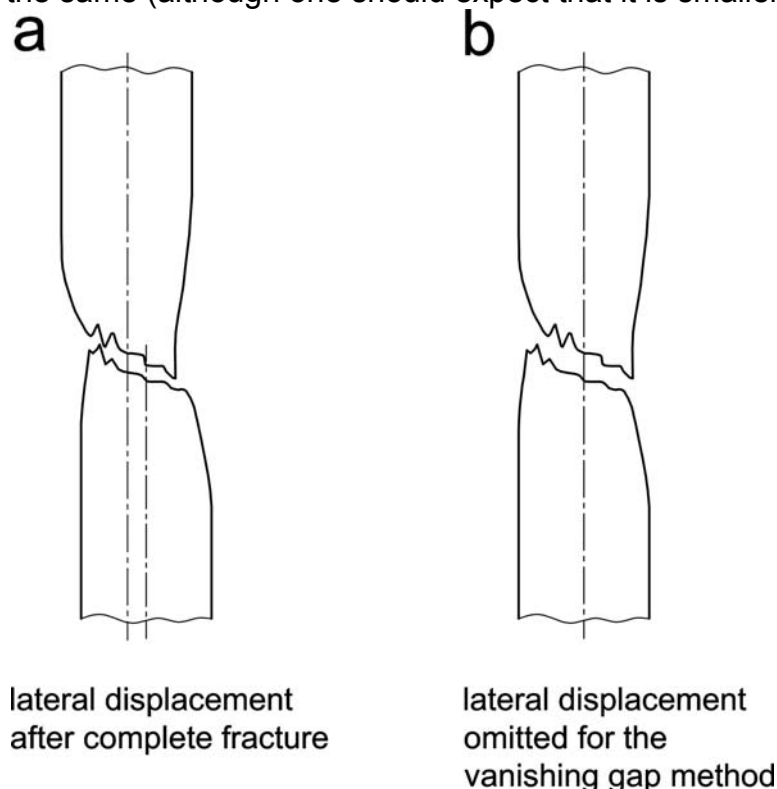 the same (although one should expect that it is smaller
a
b
lateral displacement
after complete fracture
lateral displacement
omitted for the
vanishing gap method